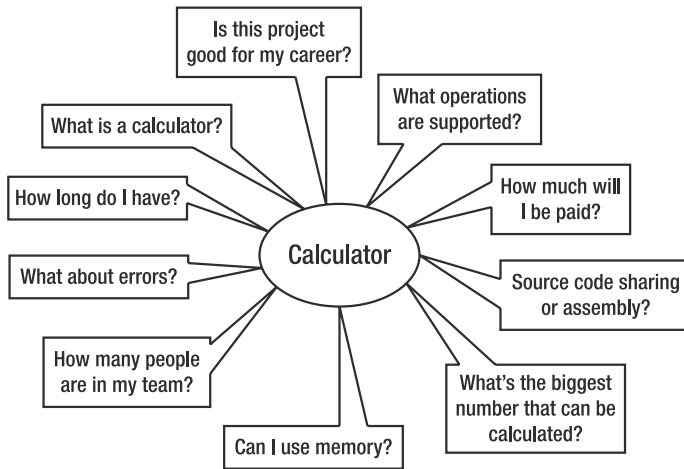 Is this project
good for my career?
What operations
are supported?
What is a calculator?
How long do I have?
How much will
I be paid?
Calculator
What about errors?
Source code sharing
or assembly?
How many people
are in my team?
What's the biggest
number that can be
calculated?
Can I use memory?